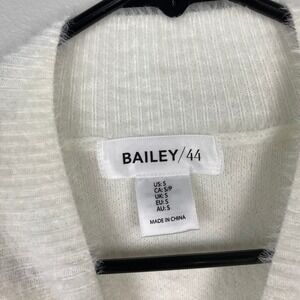 BAILEY/44
US: S
CA: S/P
UK: S
EU: S
AU: S
MADE IN CHINA